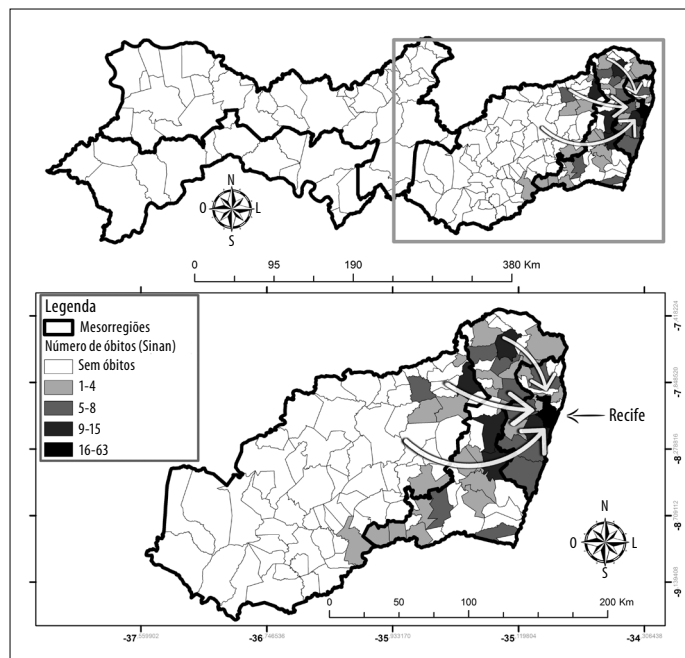 N
O L
S
0 95 190 380 Km
Legenda
Mesorregiões
Número de óbitos (Sinan)
Sem óbitos
1-4
5-8
9-15
16-63
Recife
N
O L
S
0 50 100 200 Km
-7
-7
-8
-8
-9
-37
-36
-35
-35
-34